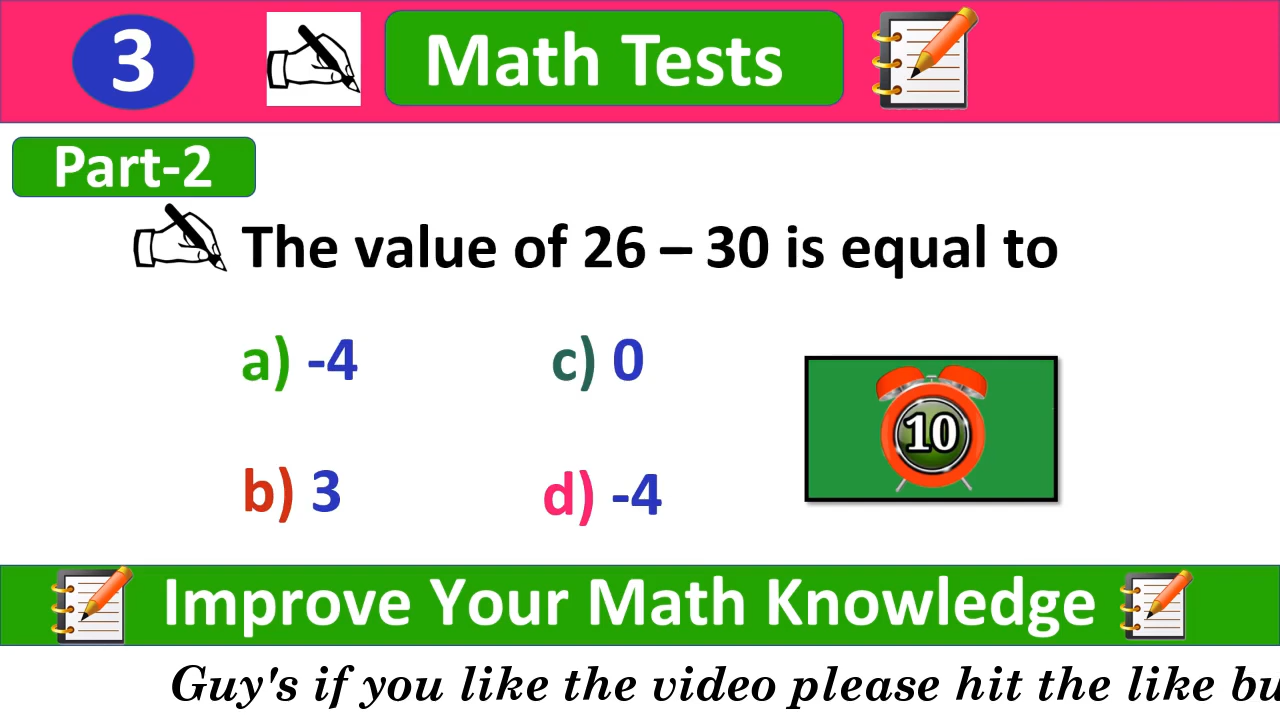 3 Math Tests
Part-2
The value of 26 – 30 is equal to
a) -4 c) 0
10
b) 3 d) -4
Improve Your Math Knowledge
Guy's if you like the video please hit the like bu